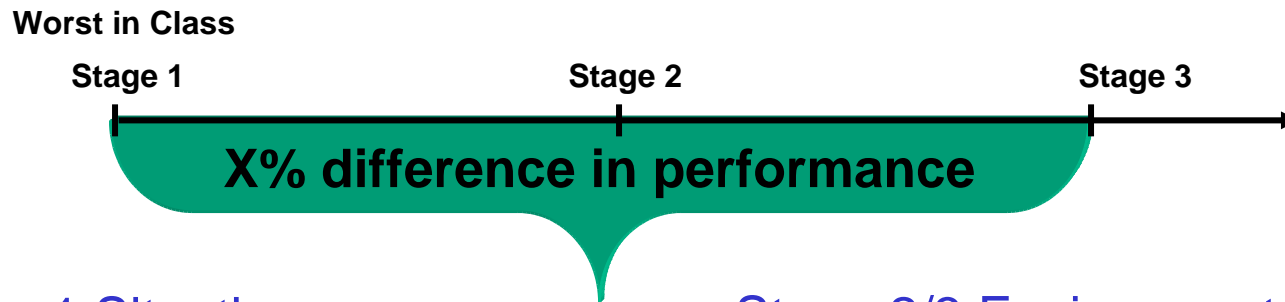 Worst in Class
Stage 1 Stage 2 Stage 3
X% difference in performance